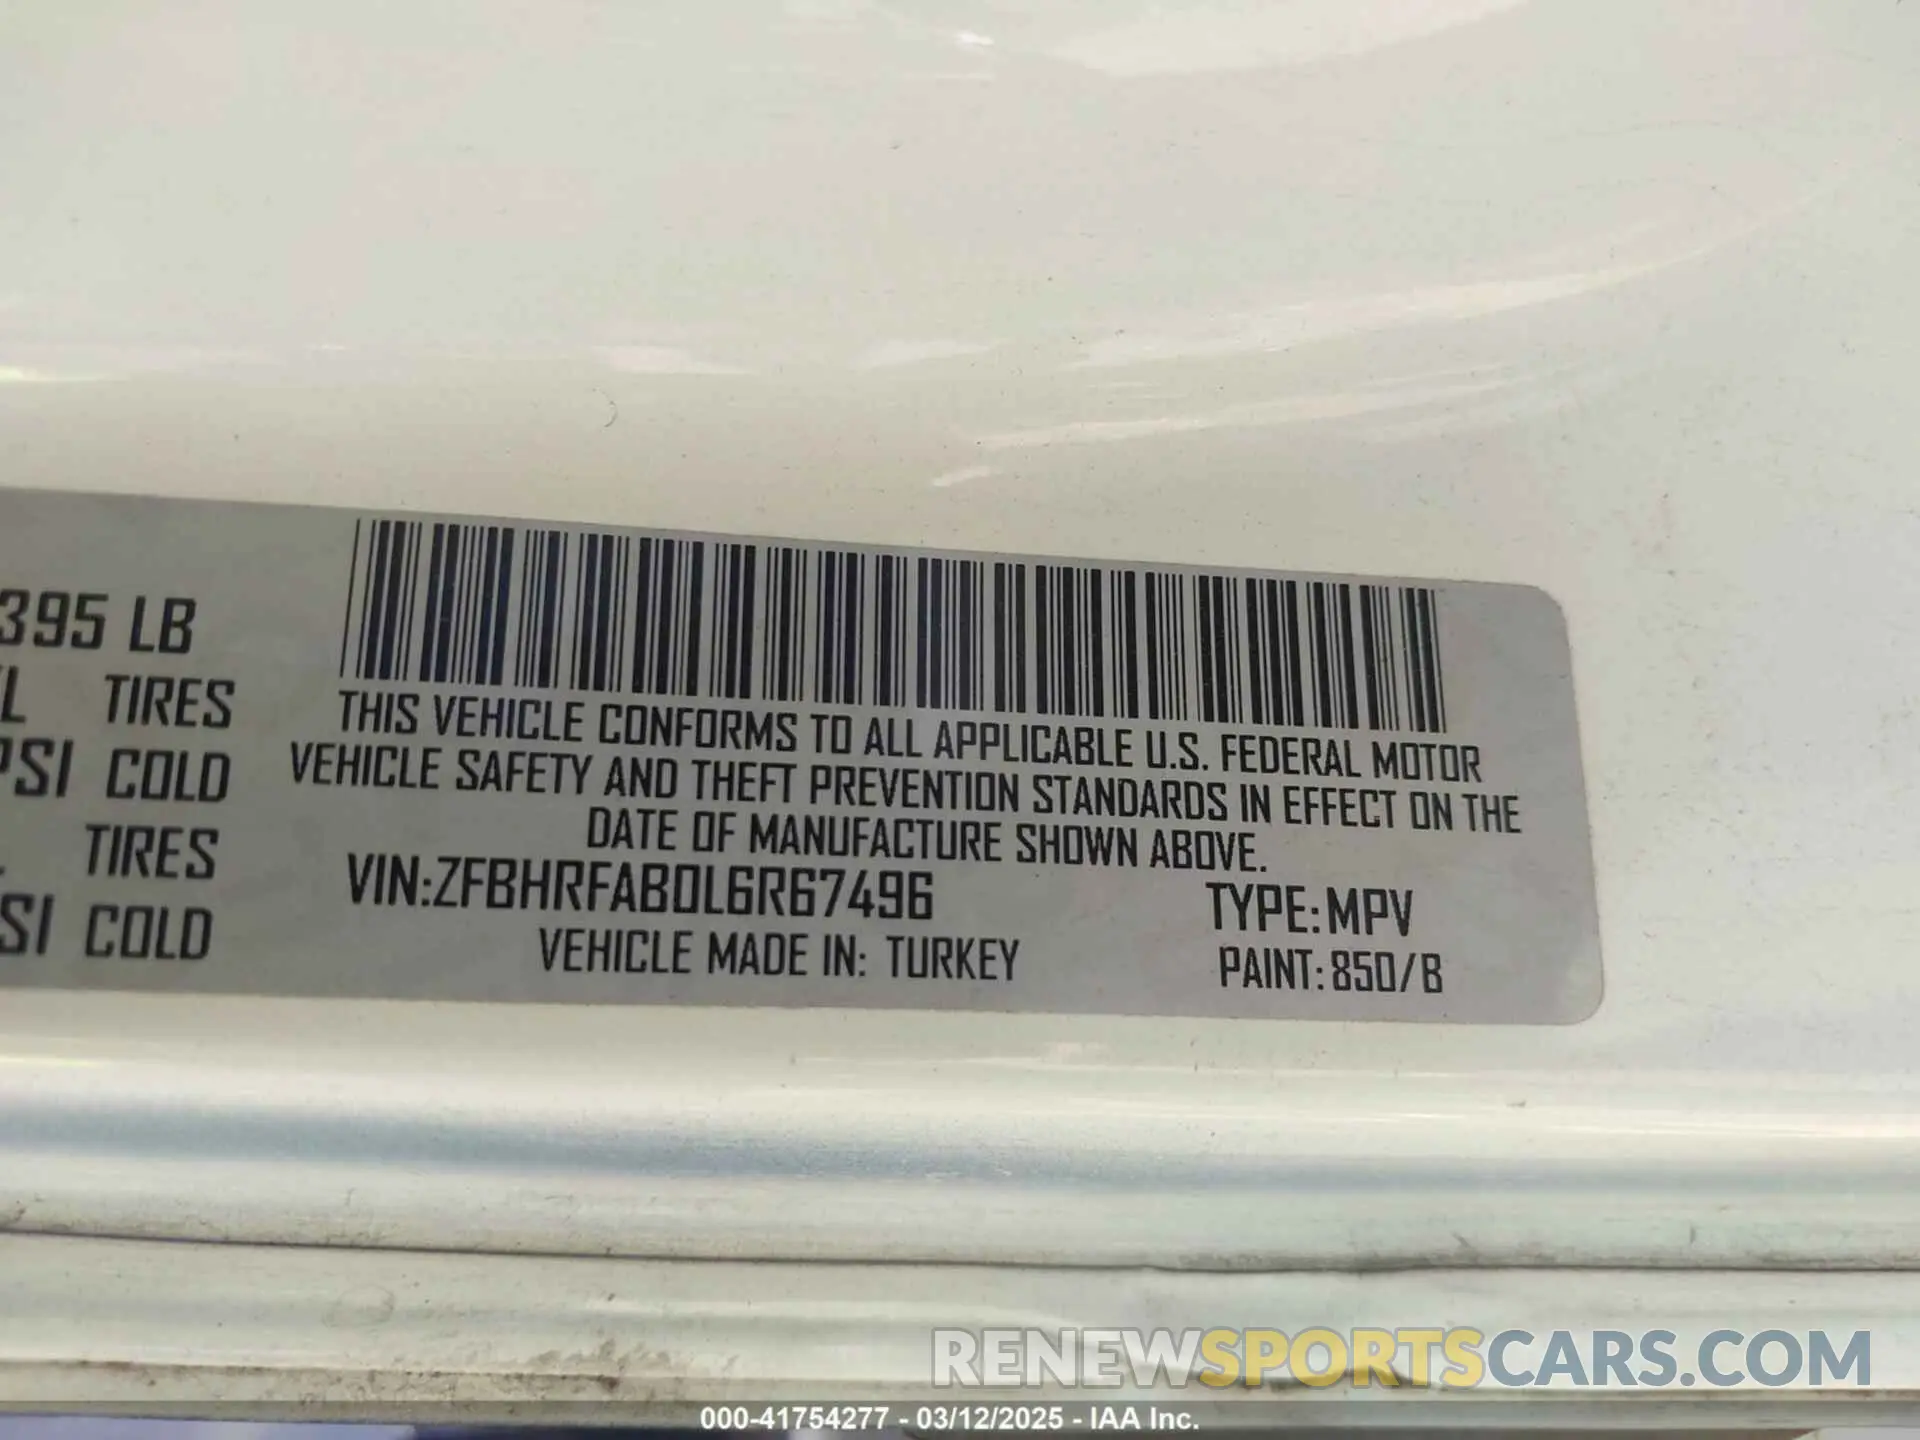 395 LB
TIRES
PSI COLD
TIRES
SI COLD
THIS VEHICLE CONFORMS TO ALL APPLICABLE U.S. FEDERAL MOTOR
VEHICLE SAFETY AND THEFT PREVENTION STANDARDS IN EFFECT ON THE
DATE OF MANUFACTURE SHOWN ABOVE.
VIN:ZFBHRFAB0L6R67496 TYPE:MPV
VEHICLE MADE IN: TURKEY PAINT:850/B
RENEWSPORTSCARS.COM
000-41754277 - 03/12/2025 - IAA Inc.